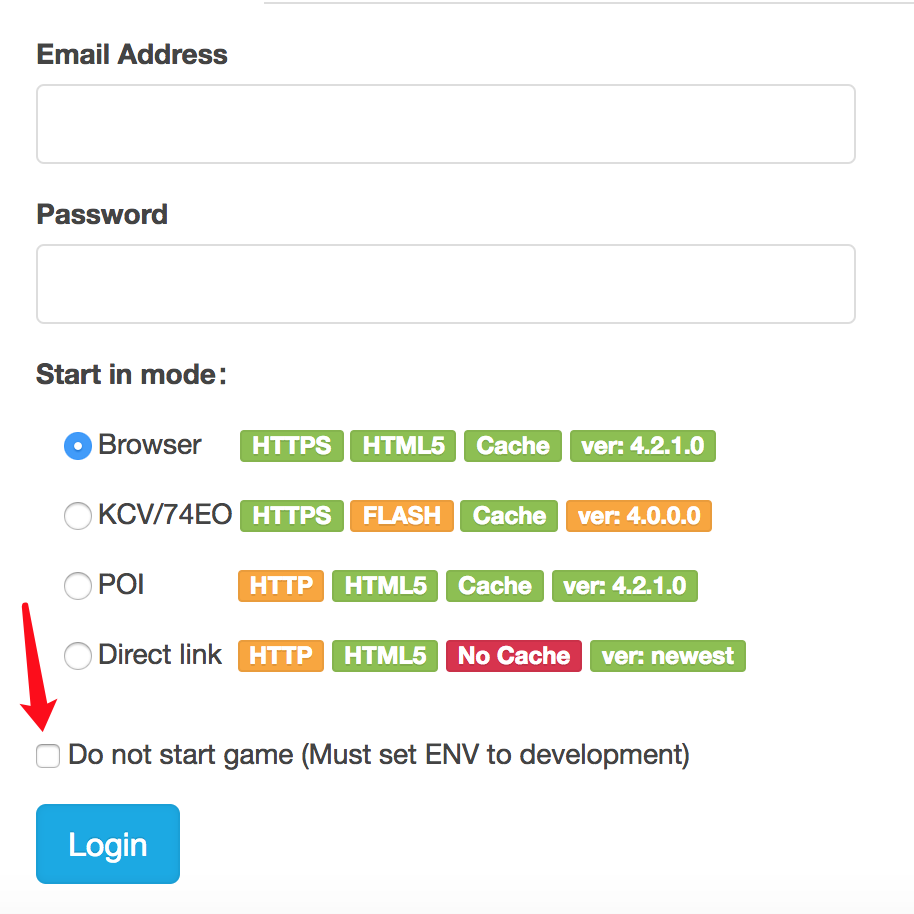 Email Address
Password
Start in mode:
Browser HTTPS HTML5 Cache ver: 4.2.1.0
KCV/74EO HTTPS FLASH Cache ver: 4.0.0.0
POI HTTP HTML5 Cache ver: 4.2.1.0
Direct link HTTP HTML5 No Cache ver: newest
Do not start game (Must set ENV to development)
Login